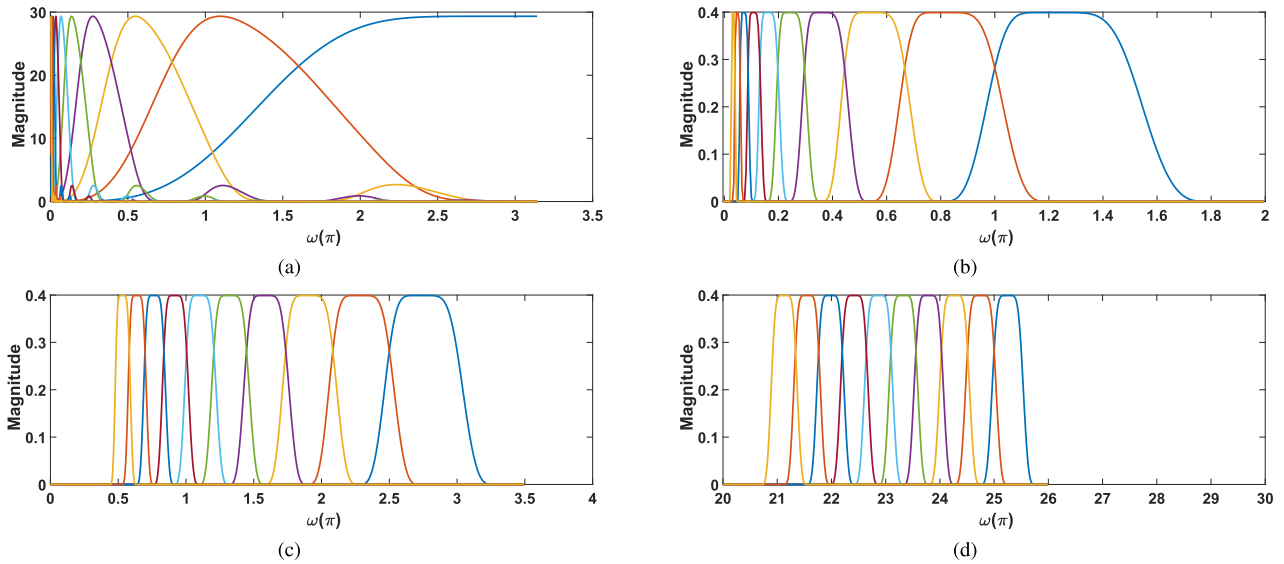 30
20
10
0
Magnitude
0 0.5 1 1.5 2 2.5 3 3.5
ω(π)
(a)
0.4
0.3
0.2
0.1
0
Magnitude
0 0.2 0.4 0.6 0.8 1 1.2 1.4 1.6 1.8 2
ω(π)
(b)
0.4
0.3
0.2
0.1
0
Magnitude
0 0.5 1 1.5 2 2.5 3 3.5 4
ω(π)
(c)
0.4
0.3
0.2
0.1
0
Magnitude
20 21 22 23 24 25 26 27 28 29 30
ω(π)
(d)